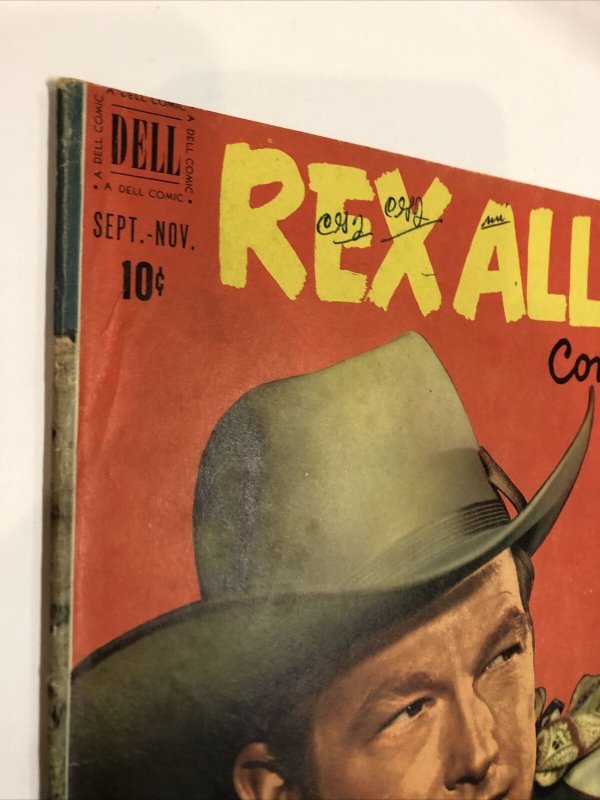 A DELL COMIC
• A DELL COMIC
DELL
A DELL COMIC •
• A DELL COMIC •
SEPT.-NOV.
10¢
REX ALL
Co